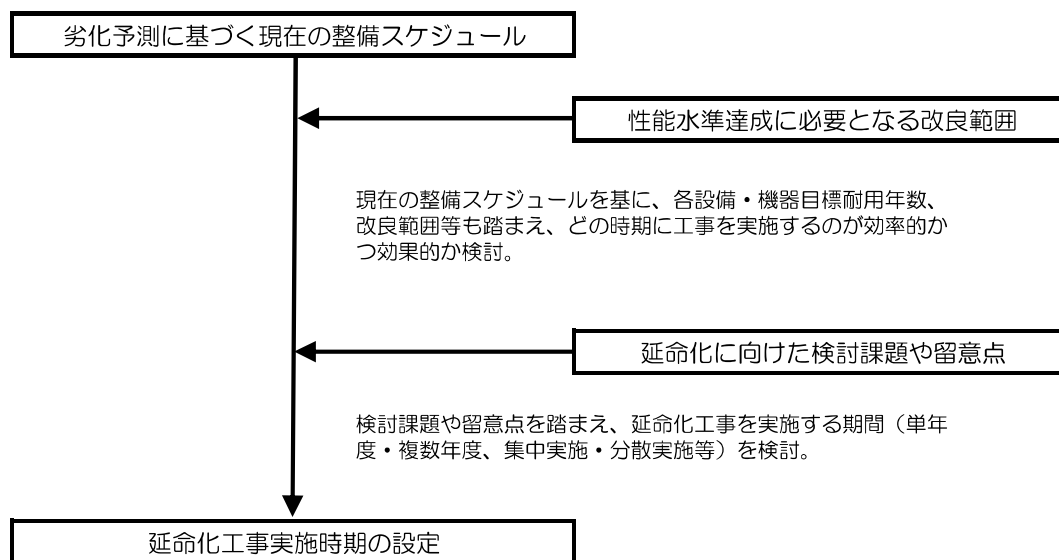 劣化予測に基づく現在の整備スケジュール
性能水準達成に必要となる改良範囲
現在の整備スケジュールを基に、各設備・機器目標耐用年数、
改良範囲等も踏まえ、どの時期に工事を実施するのが効率的か
つ効果的か検討。
延命化に向けた検討課題や留意点
検討課題や留意点を踏まえ、延命化工事を実施する期間（単年
度・複数年度、集中実施・分散実施等）を検討。
延命化工事実施時期の設定